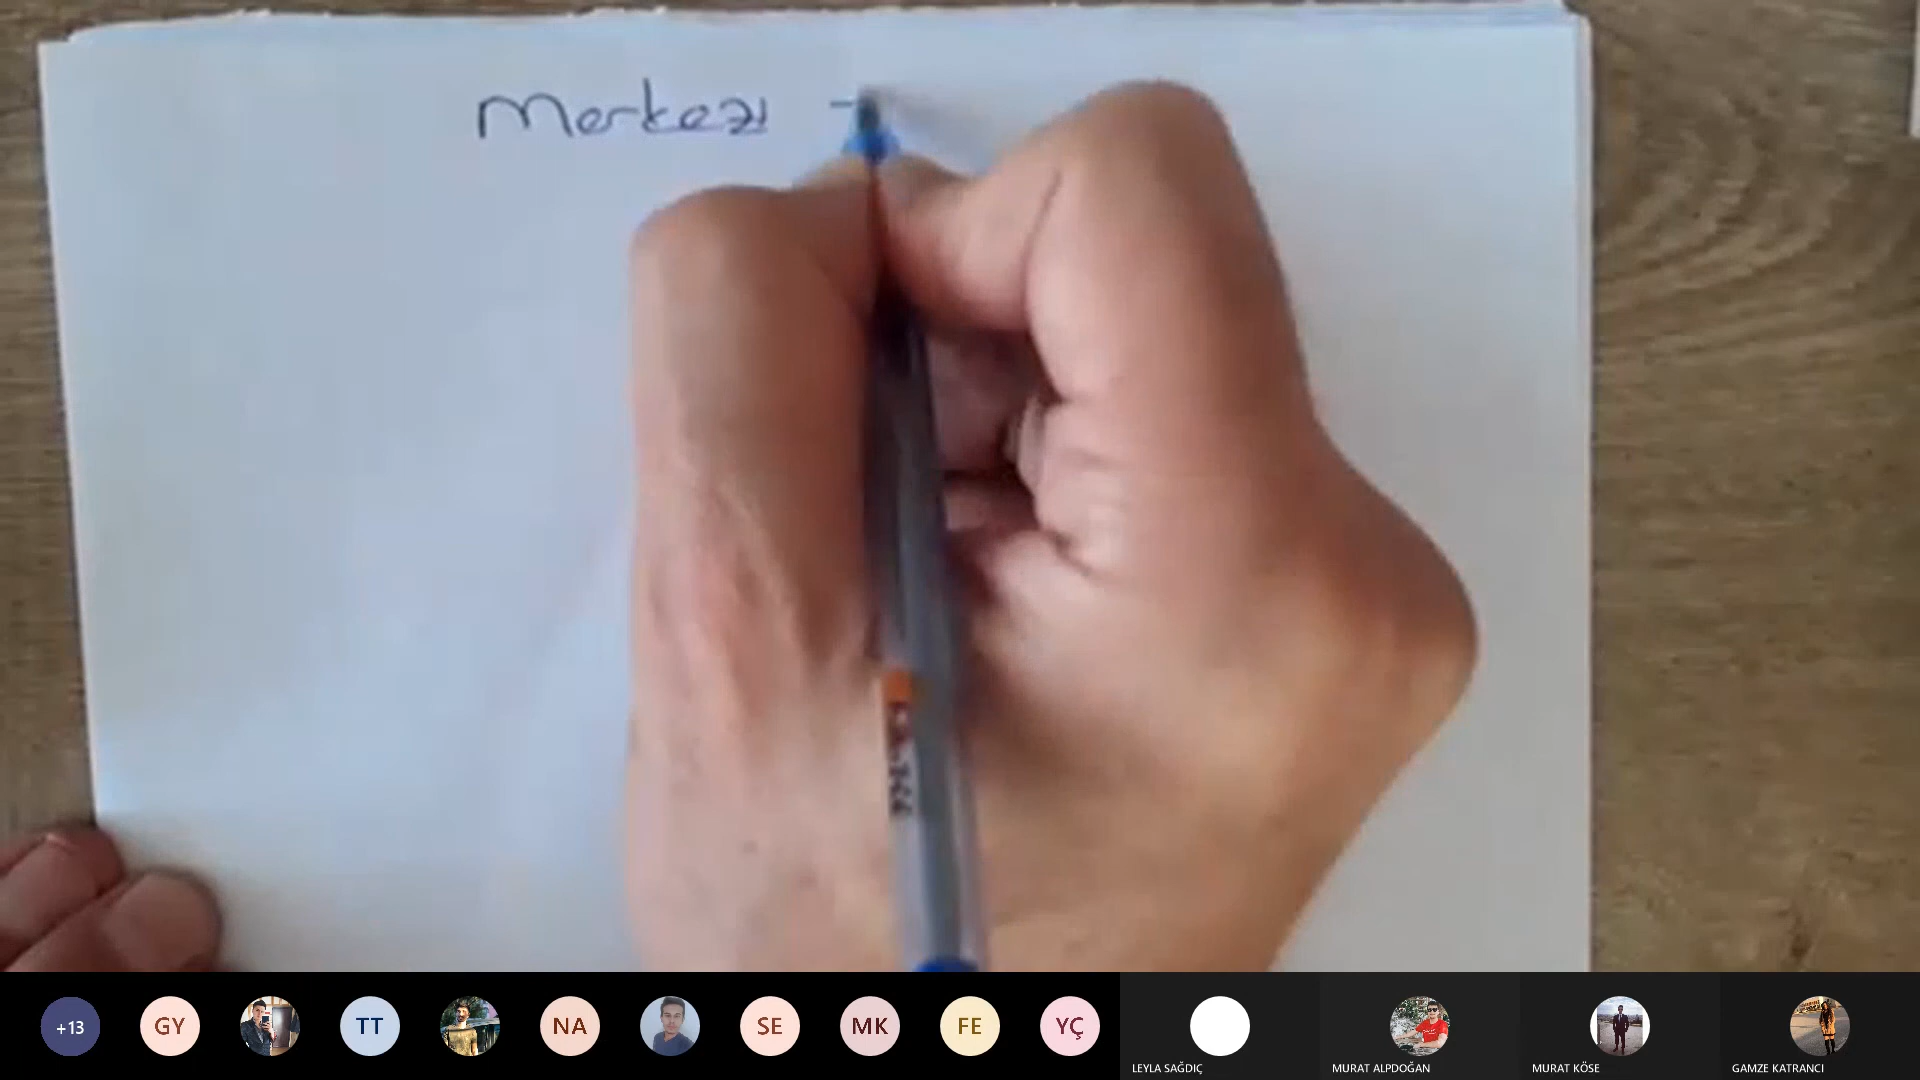 Merkezi
+13
GY
TT
NA
SE
MK
FE
YÇ
LEYLA SAĞDIÇ
MURAT ALPDOĞAN
MURAT KÖSE
GAMZE KATRANCI